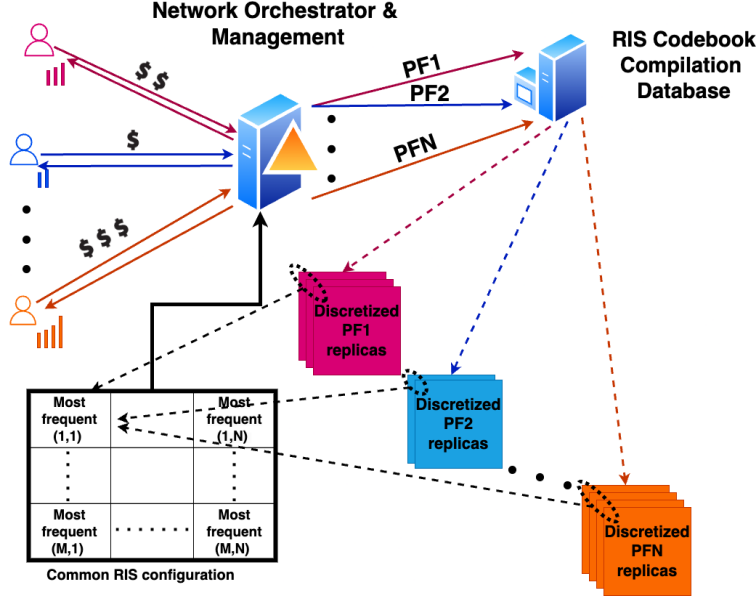 Network Orchestrator &
Management
RIS Codebook
Compilation
Database
$ $
$
$ $ $
PF1
PF2
PFN
Discretized
PF1
replicas
Discretized
PF2
replicas
Discretized
PFN
replicas
Most
frequent
(1,1)
Most
frequent
(1,N)
Most
frequent
(M,1)
Most
frequent
(M,N)
Common RIS configuration